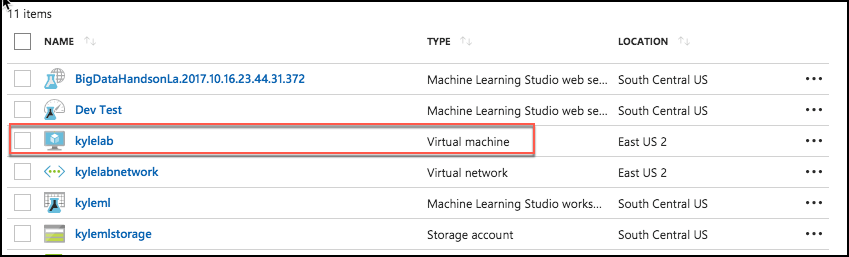 11 items
NAME TYPE LOCATION
BigDataHandsonLa.2017.10.16.23.44.31.372 Machine Learning Studio web se... South Central US
Dev Test Machine Learning Studio web se... South Central US
kylelab Virtual machine East US 2
kylelabnetwork Virtual network East US 2
kyleml Machine Learning Studio works... South Central US
kylemlstorage Storage account South Central US